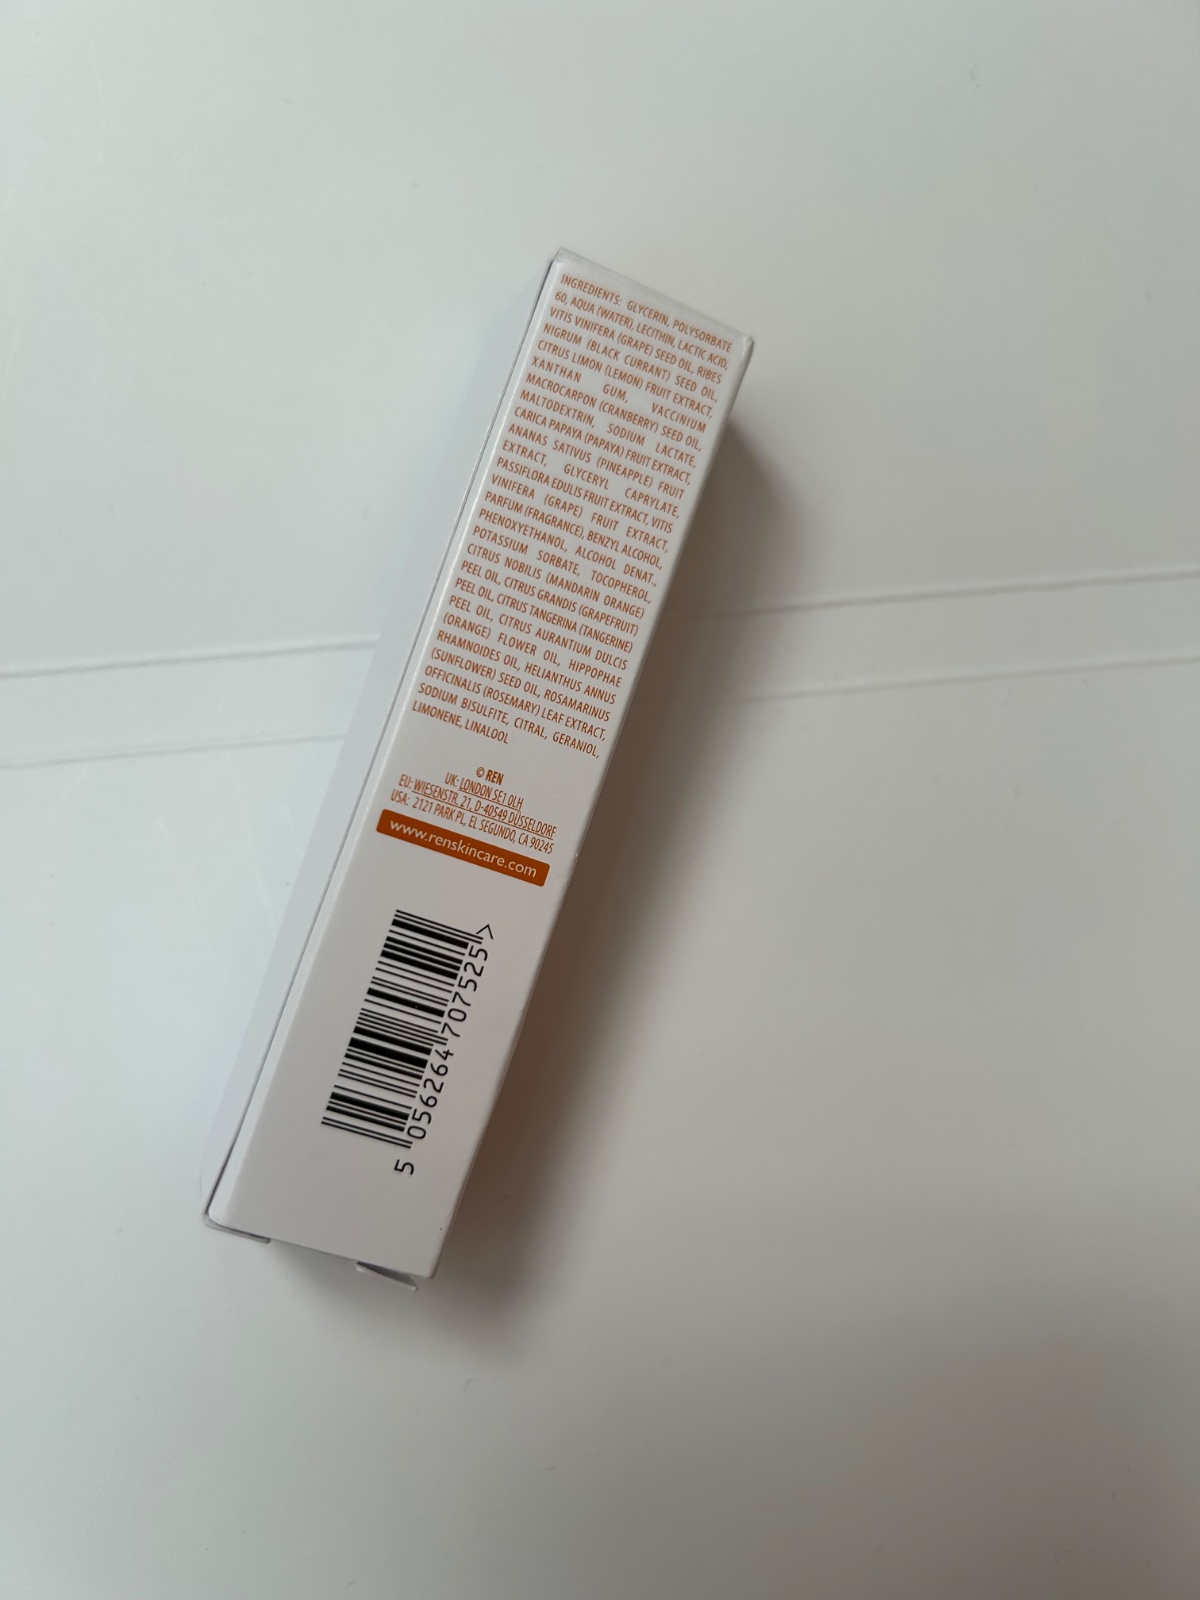 INGREDIENTS: GLYCERIN, POLYSORBATE
60, AQUA (WATER), LECITHIN, LACTIC ACID,
VITIS VINIFERA (GRAPE) SEED OIL, RIBES
NIGRUM (BLACK CURRANT) SEED OIL,
CITRUS LIMON (LEMON) FRUIT EXTRACT,
XANTHAN GUM, VACCINIUM
MACROCARPON (CRANBERRY) SEED OIL,
MALTODEXTRIN, SODIUM LACTATE,
CARICA PAPAYA (PAPAYA) FRUIT EXTRACT,
ANANAS SATIVUS (PINEAPPLE) FRUIT
EXTRACT, GLYCERYL CAPRYLATE,
PASSIFLORA EDULIS FRUIT EXTRACT, VITIS
VINIFERA (GRAPE) FRUIT EXTRACT,
PARFUM (FRAGRANCE), BENZYL ALCOHOL,
PHENOXYETHANOL, ALCOHOL DENAT.,
POTASSIUM SORBATE, TOCOPHEROL,
CITRUS NOBILIS (MANDARIN ORANGE)
PEEL OIL, CITRUS GRANDIS (GRAPEFRUIT)
PEEL OIL, CITRUS TANGERINA (TANGERINE)
PEEL OIL, CITRUS AURANTIUM DULCIS
(ORANGE) FLOWER OIL, HIPPOPHAE
RHAMNOIDES OIL, HELIANTHUS ANNUS
(SUNFLOWER) SEED OIL, ROSAMARINUS
OFFICINALIS (ROSEMARY) LEAF EXTRACT,
SODIUM BISULFITE, CITRAL, GERANIOL,
LIMONENE, LINALOOL
© REN
UK: LONDON SE1 0LH
EU: WIESENSTR. 21, D-40549 DÜSSELDORF
USA: 2121 PARK PL, EL SEGUNDO, CA 90245
www.renskincare.com
5 056264 707525 >